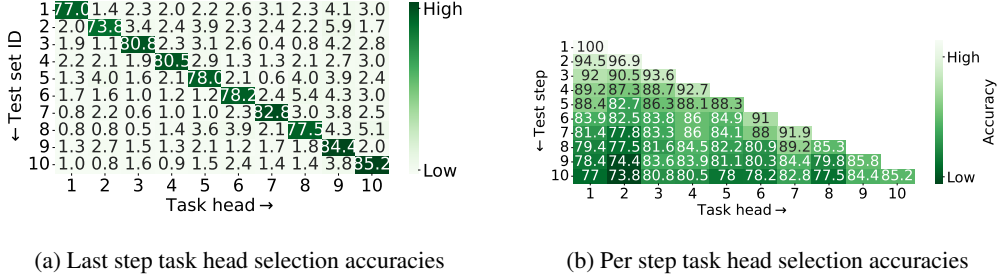 1 77.0 1.4 2.3 2.0 2.2 2.6 3.1 2.3 4.1 3.0
2 2.0 73.8 3.4 2.4 3.9 2.3 2.4 2.2 5.9 1.7
3 1.9 1.1 80.8 2.3 3.1 2.6 0.4 0.8 4.2 2.8
4 2.2 2.1 1.9 80.5 2.9 1.3 1.3 2.1 2.7 3.0
5 1.3 4.0 1.6 2.1 78.0 2.1 0.6 4.0 3.9 2.4
6 1.7 1.6 1.0 1.2 1.2 78.2 2.4 5.4 4.3 3.0
7 0.6 1.2 1.0 2.3 2.2 1.7 82.8 3.0 3.8 2.5
8 0.8 0.8 0.5 1.4 3.6 3.9 2.1 77.5 4.3 5.1
9 1.3 2.7 1.5 1.3 2.1 1.2 1.7 1.8 84.4 2.0
10 1.0 0.8 1.6 0.9 1.5 2.4 1.4 1.4 3.8 85.2
1 2 3 4 5 6 7 8 9 10
Task head →
← Test set ID
High
Low
1 100
2 94.5 96.9
3 92 90.5 93.6
4 89.2 87.3 88.7 92.7
5 88.4 82.7 86.3 88.1 88.3
6 83.9 82.5 83.8 86 84.9 91
7 81.4 77.8 83.3 86 84.1 88 91.9
8 79.4 77.8 81.6 84.5 82.2 80.9 89.2 85.3
9 78.4 74.4 83.6 83.9 81.1 80.3 84.4 79.8 85.8
10 77 73.8 80.8 80.5 78 78.2 82.8 77.5 84.4 85.2
1 2 3 4 5 6 7 8 9 10
Task head →
← Test step
High
Low
Accuracy
(a) Last step task head selection accuracies
(b) Per step task head selection accuracies